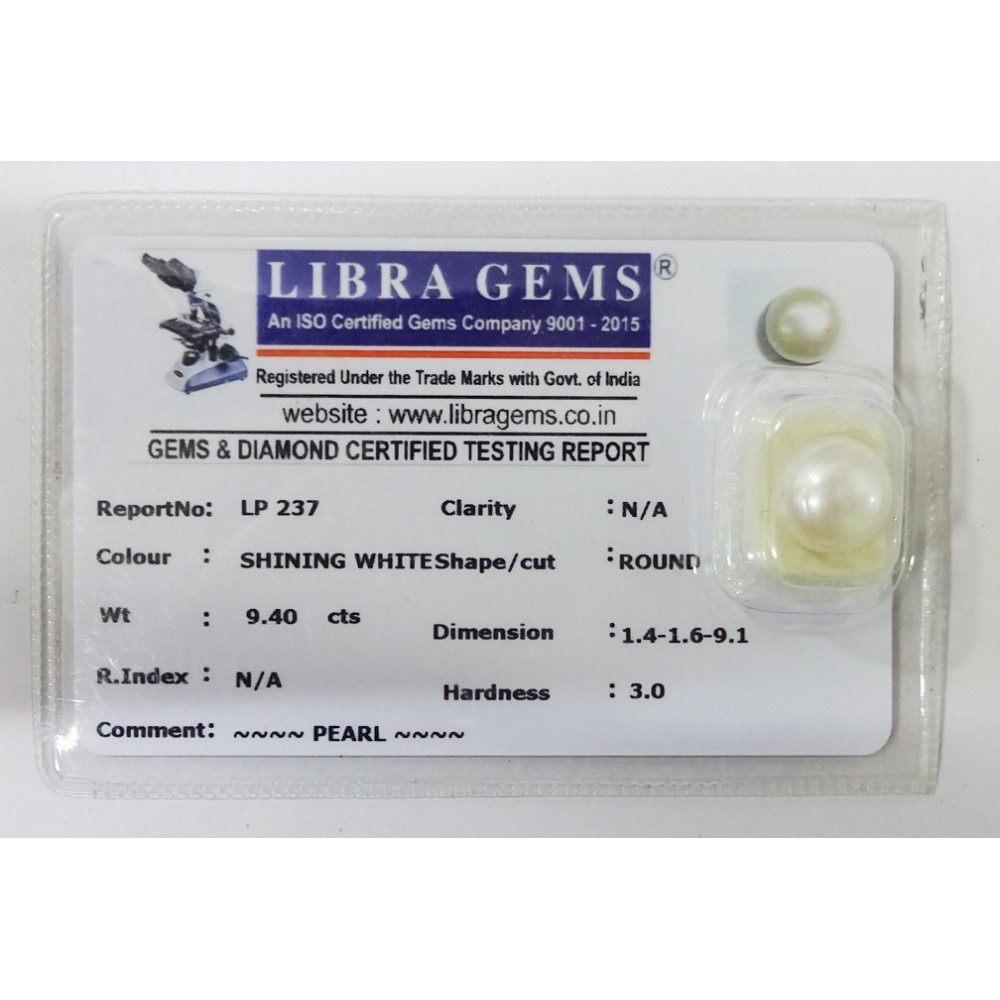 LIBRA GEMS ®
An ISO Certified Gems Company 9001 - 2015
Registered Under the Trade Marks with Govt. of India
website : www.libragems.co.in
GEMS & DIAMOND CERTIFIED TESTING REPORT
ReportNo: LP 237 Clarity : N/A
Colour : SHINING WHITE Shape/cut : ROUND
Wt : 9.40 cts Dimension : 1.4-1.6-9.1
R.Index : N/A Hardness : 3.0
Comment: ~~~~ PEARL ~~~~